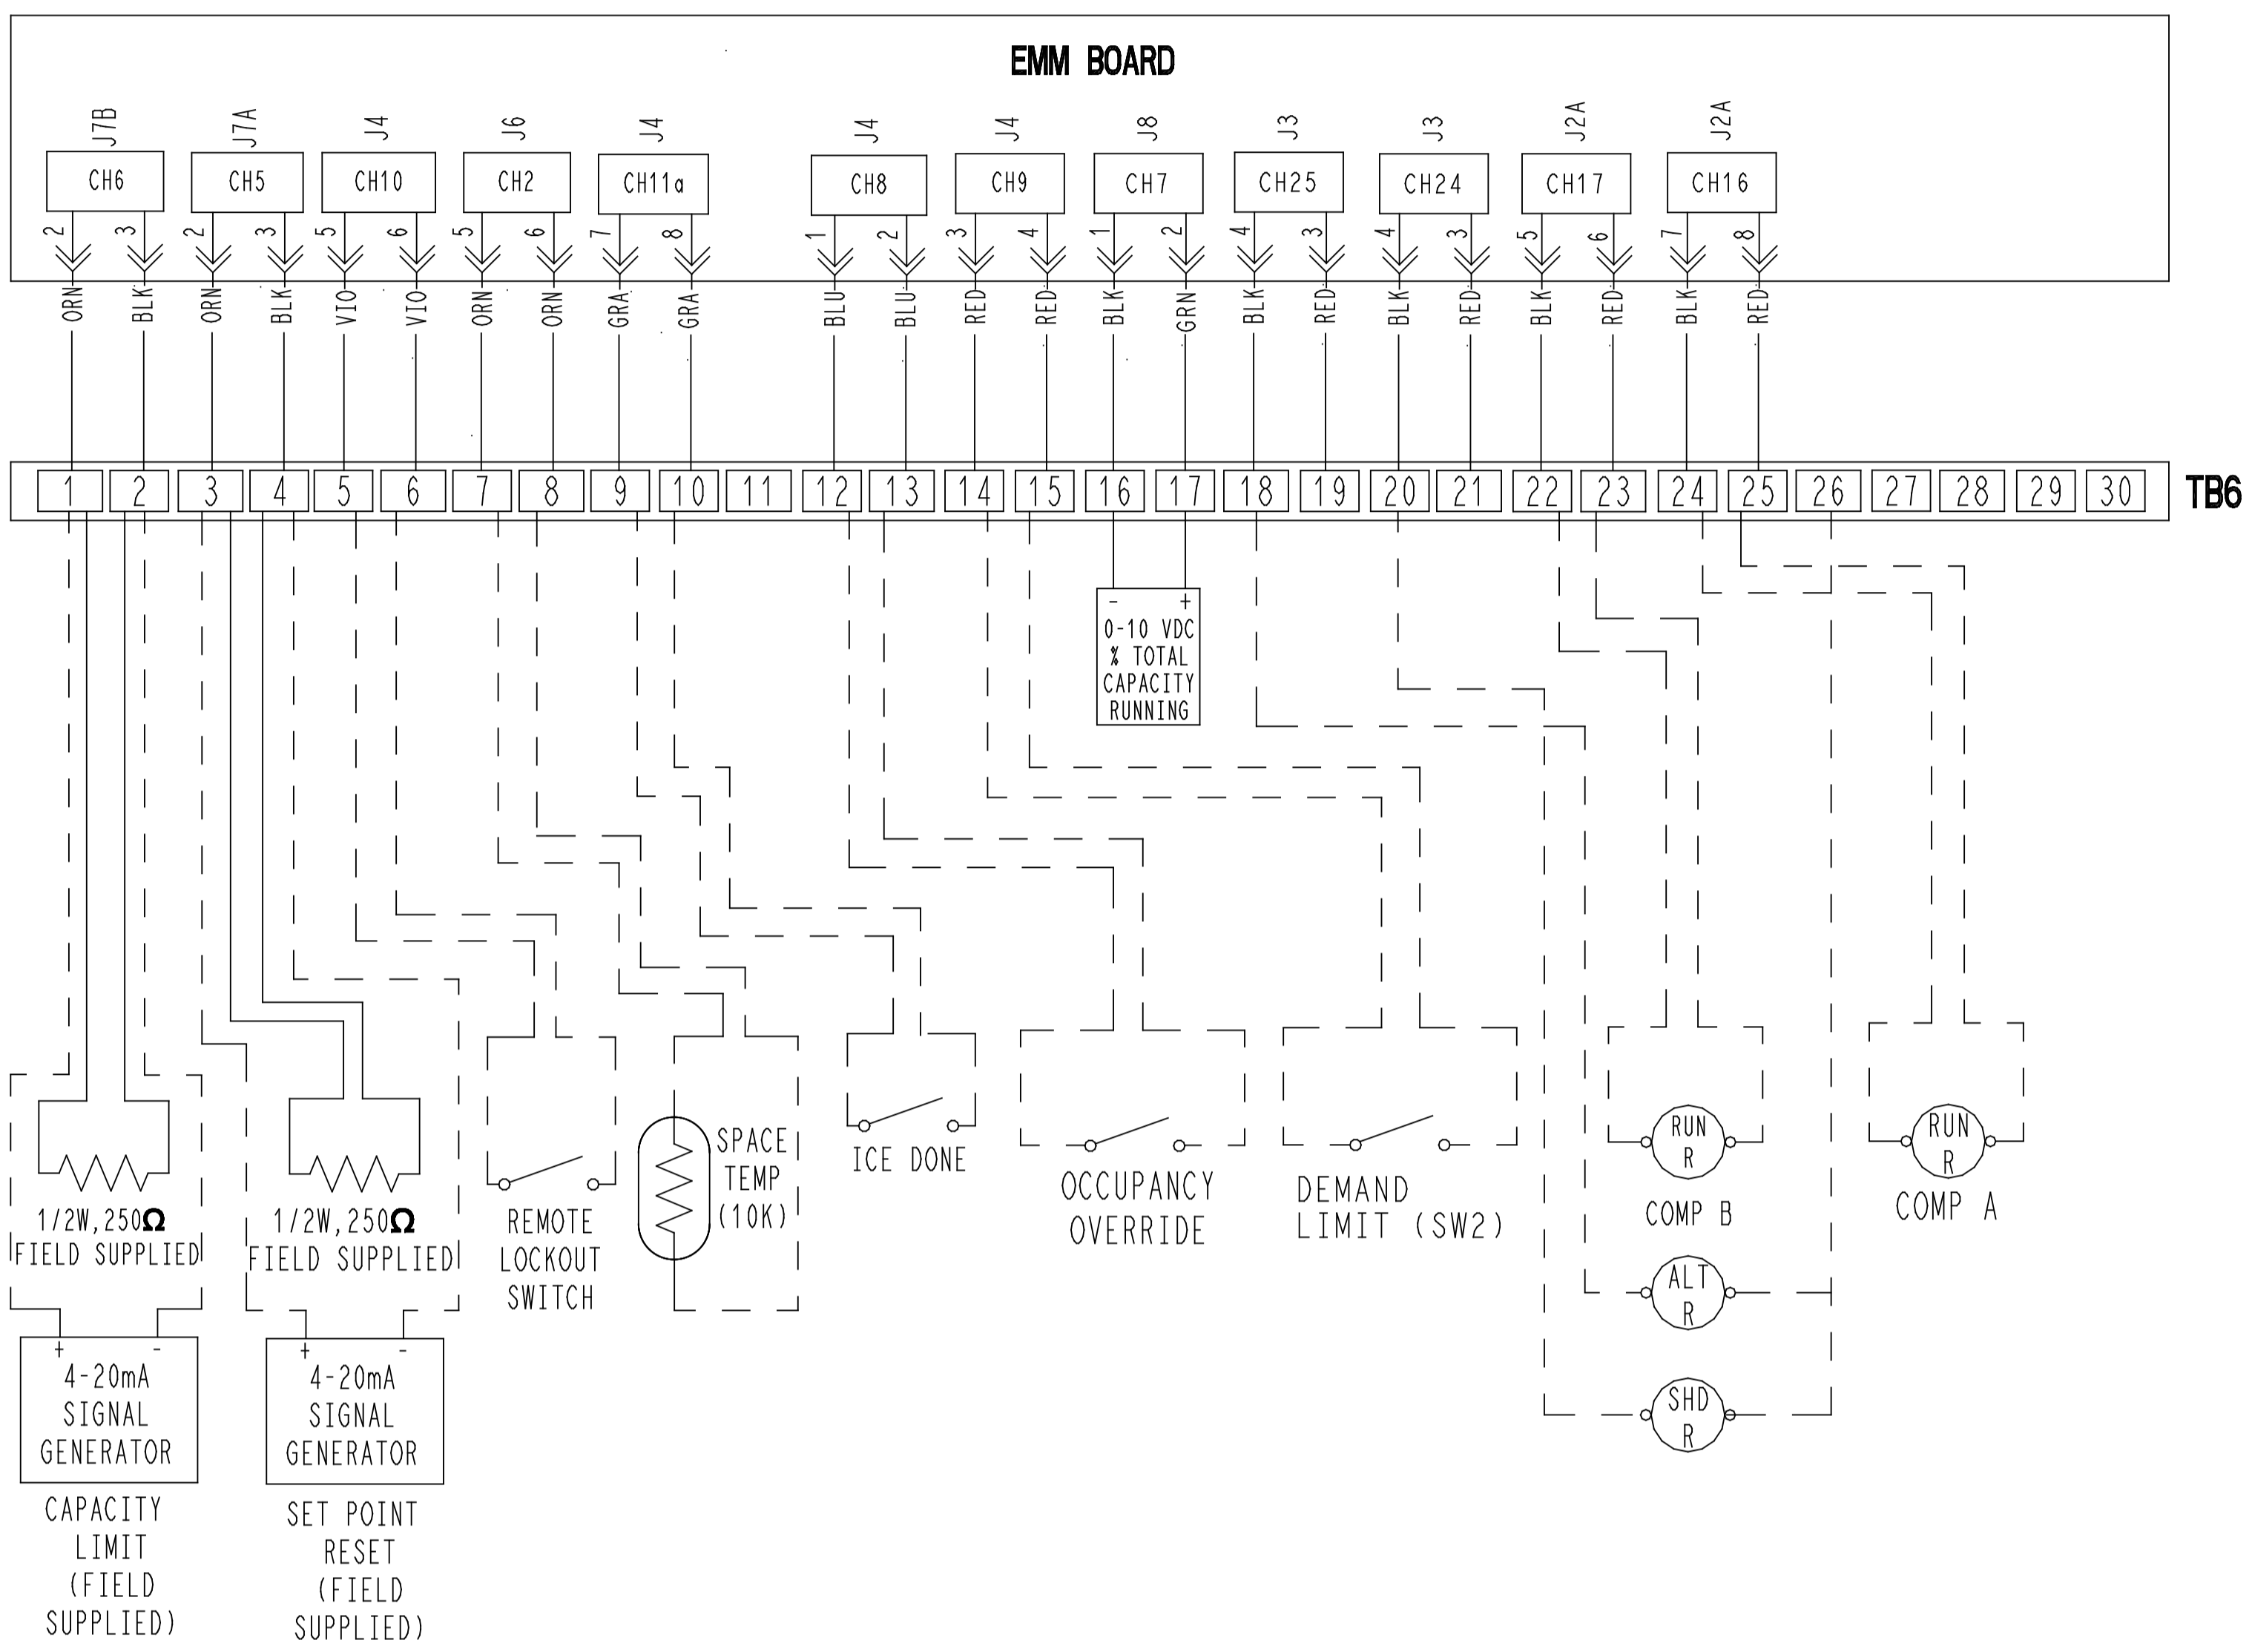 EMM BOARD
J7B J7A J4 J6 J4 J4 J4 J8 J3 J3 J2A J2A
CH6 CH5 CH10 CH2 CH11a CH8 CH9 CH7 CH25 CH24 CH17 CH16
2 3 2 3 5 6 5 6 7 8 1 2 3 4 1 2 4 3 4 3 5 6 7 8
ORN BLK ORN BLK VIO VIO ORN ORN GRA GRA BLU BLU RED RED BLK GRN BLK RED BLK RED BLK RED BLK RED
1 2 3 4 5 6 7 8 9 10 11 12 13 14 15 16 17 18 19 20 21 22 23 24 25 26 27 28 29 30 TB6
- +
0-10 VDC
% TOTAL
CAPACITY
RUNNING
1/2W,250Ω
FIELD SUPPLIED
+ -
4-20mA
SIGNAL
GENERATOR
CAPACITY
LIMIT
(FIELD
SUPPLIED)
1/2W,250Ω
FIELD SUPPLIED
+ -
4-20mA
SIGNAL
GENERATOR
SET POINT
RESET
(FIELD
SUPPLIED)
REMOTE
LOCKOUT
SWITCH
SPACE
TEMP
(10K)
ICE DONE
OCCUPANCY
OVERRIDE
DEMAND
LIMIT (SW2)
RUN
R
COMP B
ALT
R
SHD
R
RUN
R
COMP A